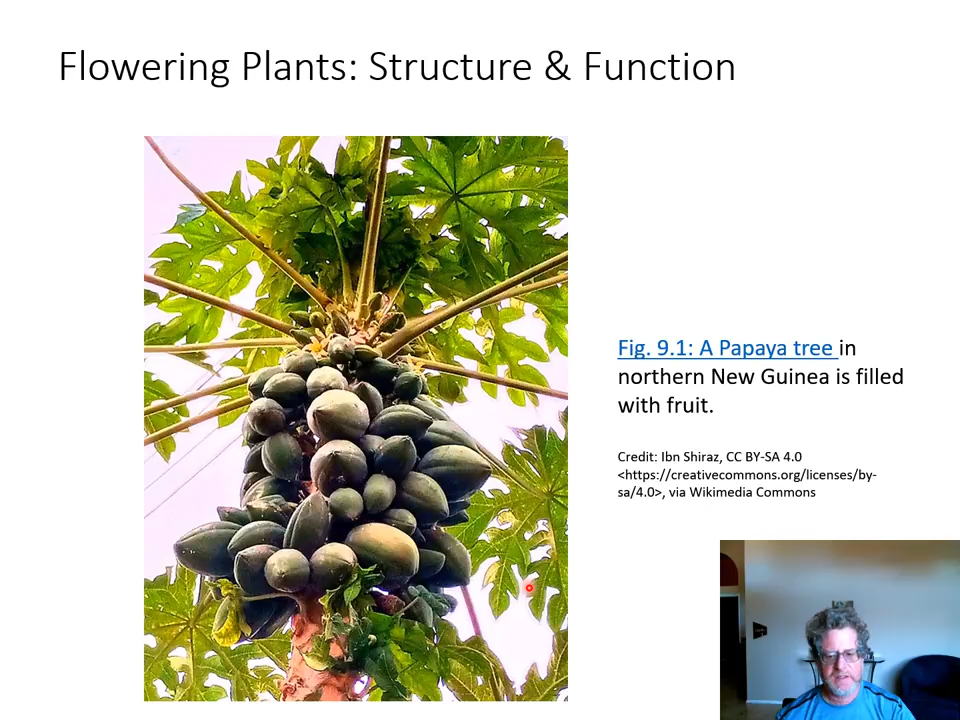 Flowering Plants: Structure & Function
Fig. 9.1: A Papaya tree in
northern New Guinea is filled
with fruit.
Credit: Ibn Shiraz, CC BY-SA 4.0
<https://creativecommons.org/licenses/by-
sa/4.0>, via Wikimedia Commons